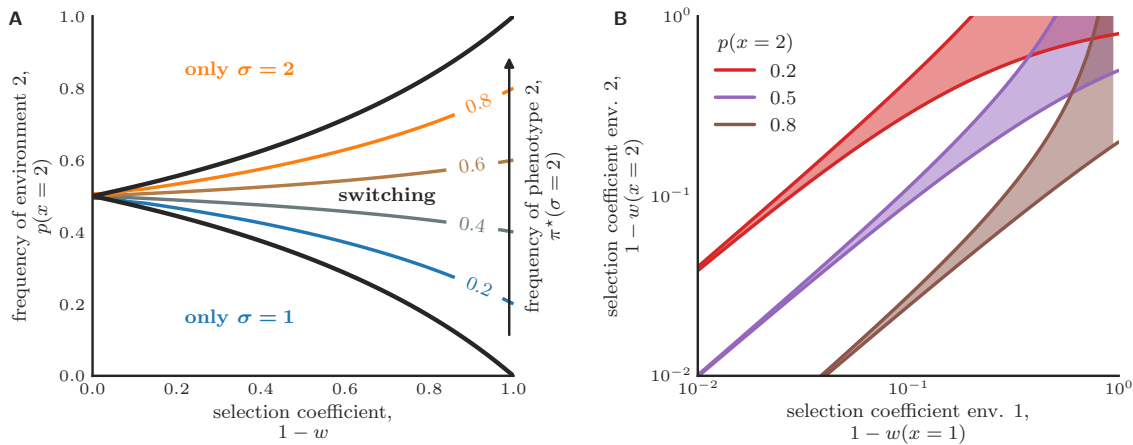 A
frequency of environment 2,
p(x = 2)
1.0
0.8
0.6
0.4
0.2
0.0
only σ = 2
only σ = 1
switching
0.8
0.6
0.4
0.2
0.0
0.2
0.4
0.6
0.8
1.0
selection coefficient,
1 − w
frequency of phenotype 2,
π⋆(σ = 2)
B
selection coefficient env. 2,
1 − w(x = 2)
10⁰
10⁻¹
10⁻²
p(x = 2)
0.2
0.5
0.8
10⁻²
10⁻¹
10⁰
selection coefficient env. 1,
1 − w(x = 1)